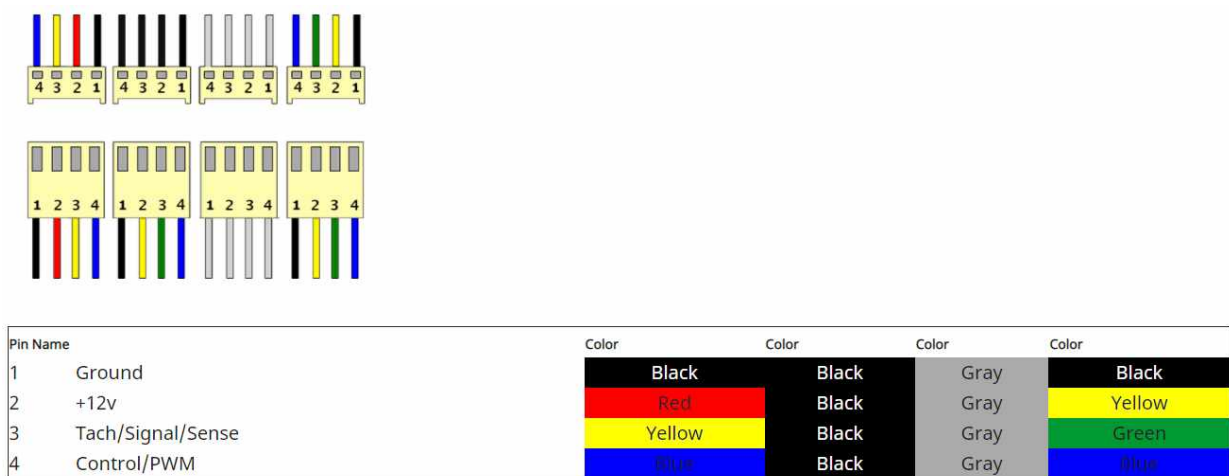 4 3 2 1 4 3 2 1 4 3 2 1 4 3 2 1
1 2 3 4 1 2 3 4 1 2 3 4 1 2 3 4
Pin Name Color Color Color Color
1 Ground Black Black Gray Black
2 +12v Red Black Gray Yellow
3 Tach/Signal/Sense Yellow Black Gray Green
4 Control/PWM Blue Black Gray Blue